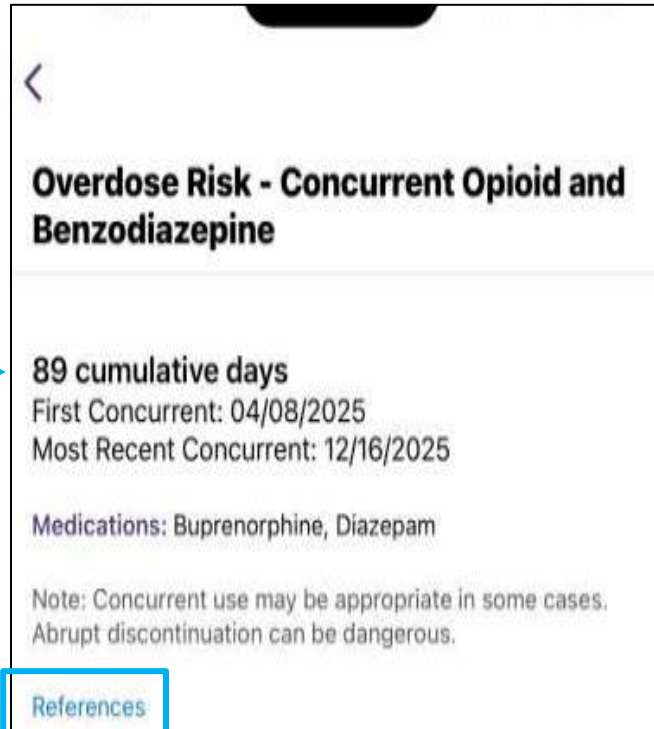 Overdose Risk - Concurrent Opioid and
Benzodiazepine
89 cumulative days
First Concurrent: 04/08/2025
Most Recent Concurrent: 12/16/2025
Medications: Buprenorphine, Diazepam
Note: Concurrent use may be appropriate in some cases.
Abrupt discontinuation can be dangerous.
References